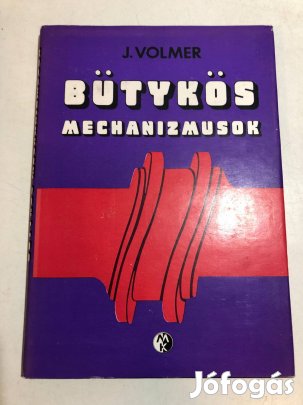 J. VOLMER
BÜTYKÖS
MECHANIZMUSOK
MK
Jófogás